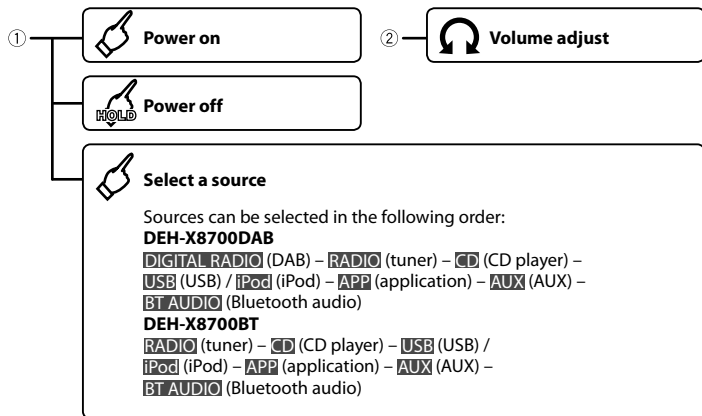 ① Power on
② Volume adjust
HOLD Power off
Select a source
Sources can be selected in the following order:
DEH-X8700DAB
DIGITAL RADIO (DAB) – RADIO (tuner) – CD (CD player) –
USB (USB) / iPod (iPod) – APP (application) – AUX (AUX) –
BT AUDIO (Bluetooth audio)
DEH-X8700BT
RADIO (tuner) – CD (CD player) – USB (USB) /
iPod (iPod) – APP (application) – AUX (AUX) –
BT AUDIO (Bluetooth audio)